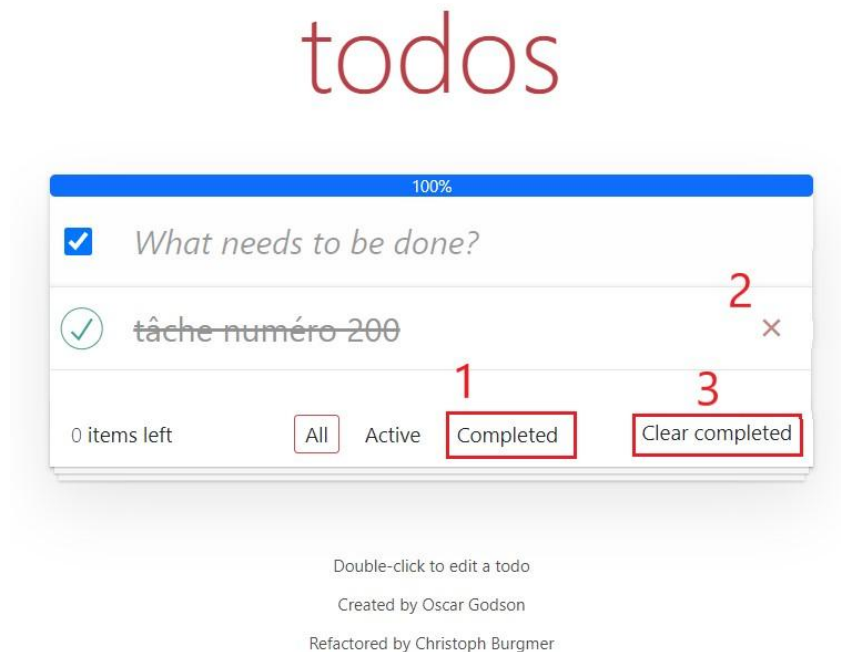 todos
100%
What needs to be done?
2
tâche numéro 200
1
3
0 items left All Active Completed Clear completed
Double-click to edit a todo
Created by Oscar Godson
Refactored by Christoph Burgmer